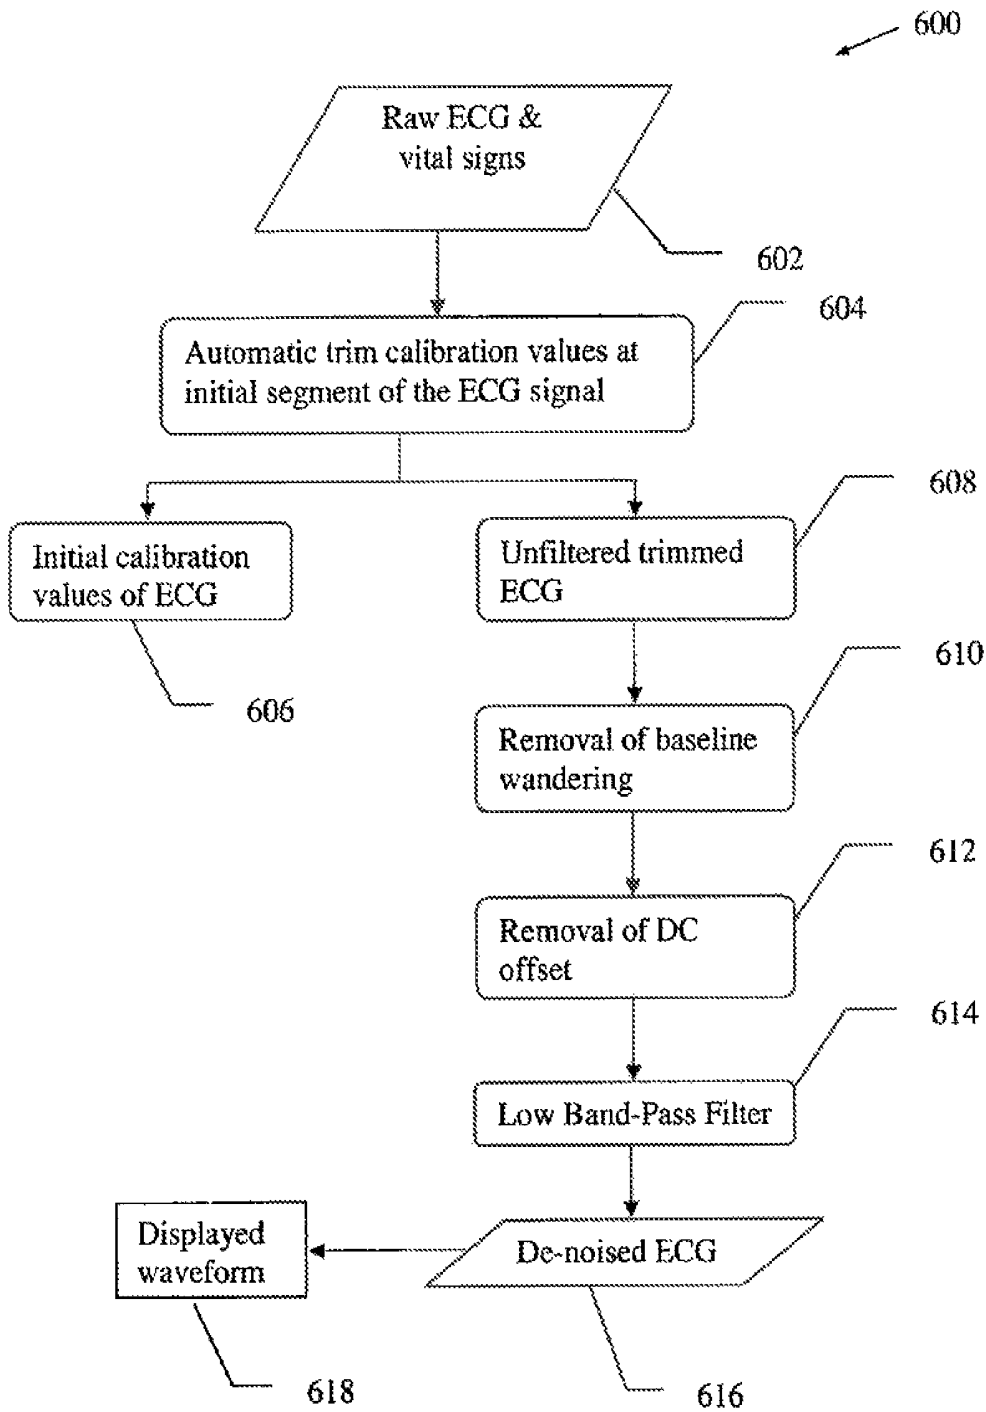 600
Raw ECG &
vital signs
602
604
Automatic trim calibration values at
initial segment of the ECG signal
608
Initial calibration
values of ECG
Unfiltered trimmed
ECG
606
610
Removal of baseline
wandering
612
Removal of DC
offset
614
Low Band-Pass Filter
Displayed
waveform
De-noised ECG
618
616